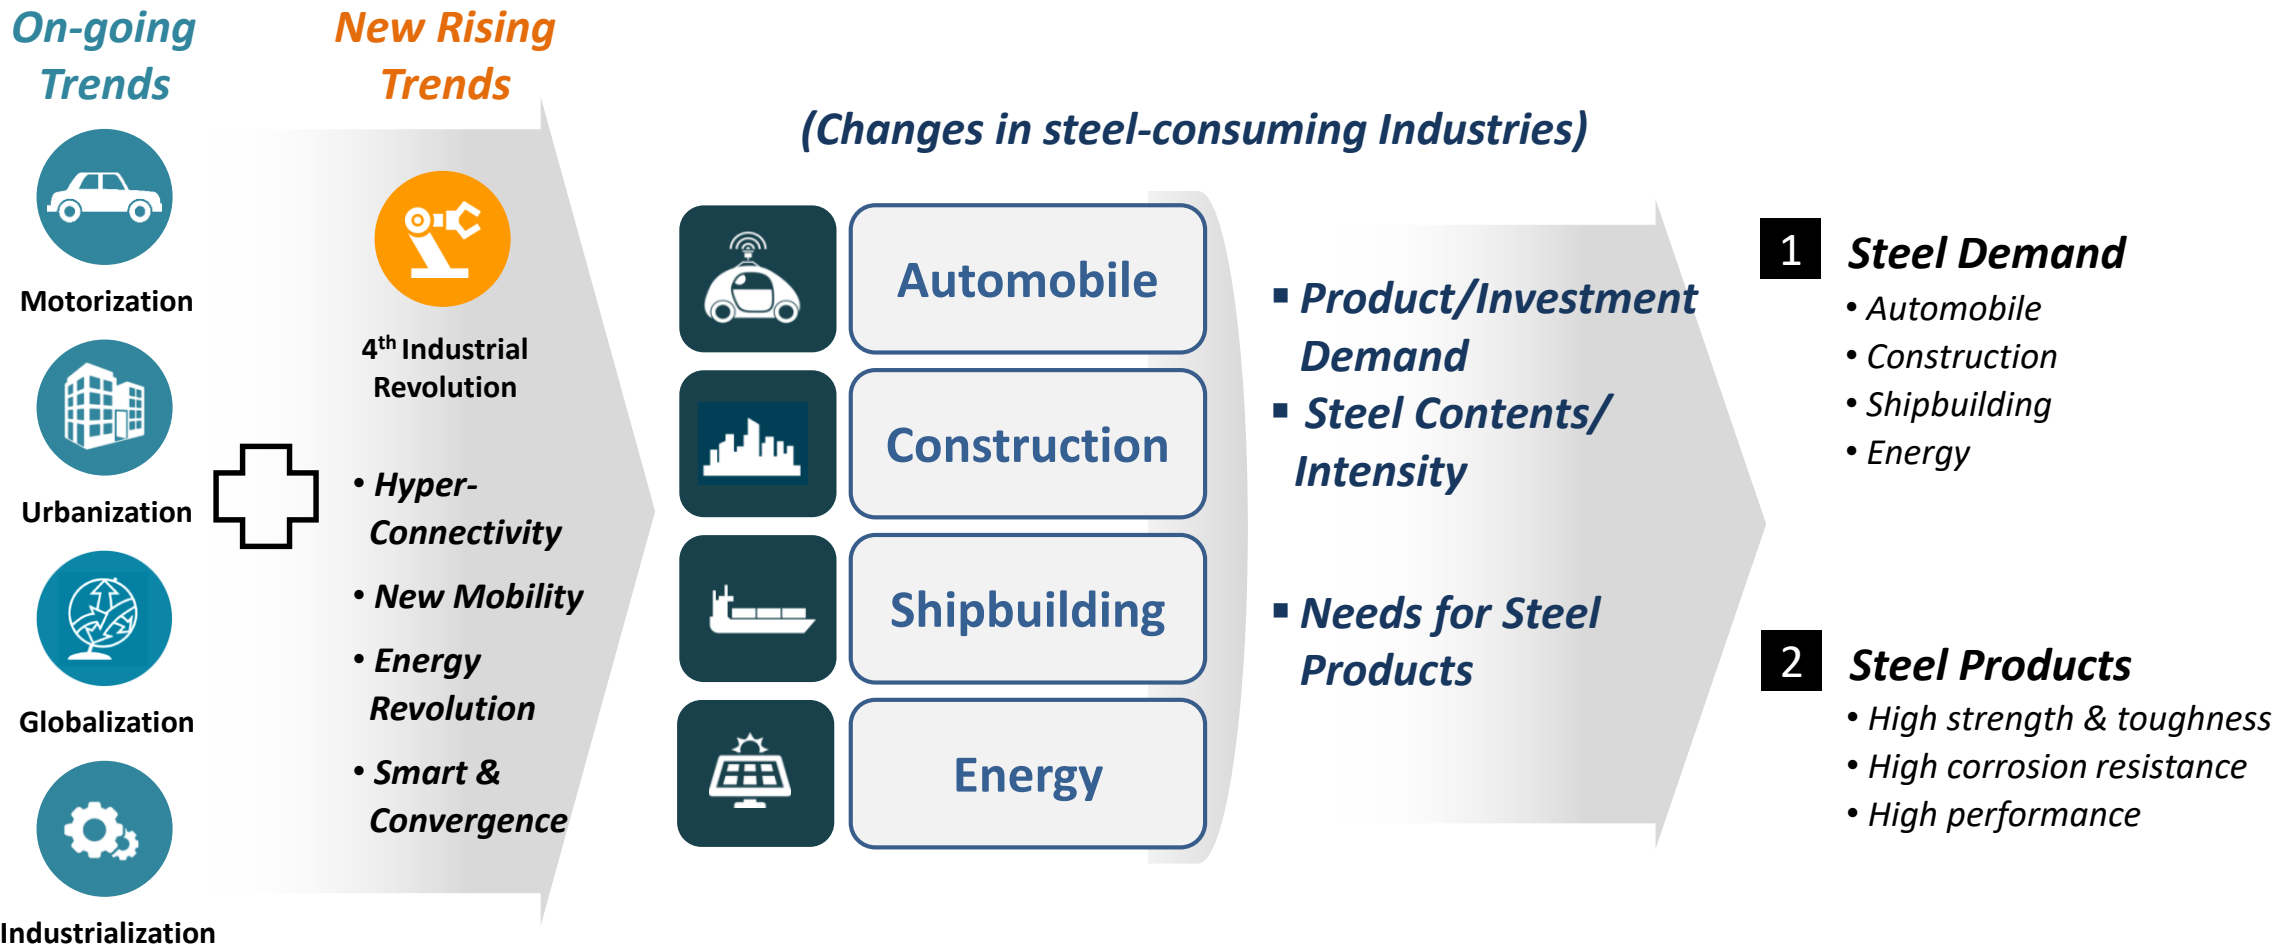 On-going
Trends
Motorization
Urbanization
Globalization
Industrialization
New Rising
Trends
4th Industrial
Revolution
• Hyper-
Connectivity
• New Mobility
• Energy
Revolution
• Smart &
Convergence
(Changes in steel-consuming Industries)
Automobile
Construction
Shipbuilding
Energy
▪ Product/Investment
Demand
▪ Steel Contents/
Intensity
▪ Needs for Steel
Products
1 Steel Demand
• Automobile
• Construction
• Shipbuilding
• Energy
2 Steel Products
• High strength & toughness
• High corrosion resistance
• High performance